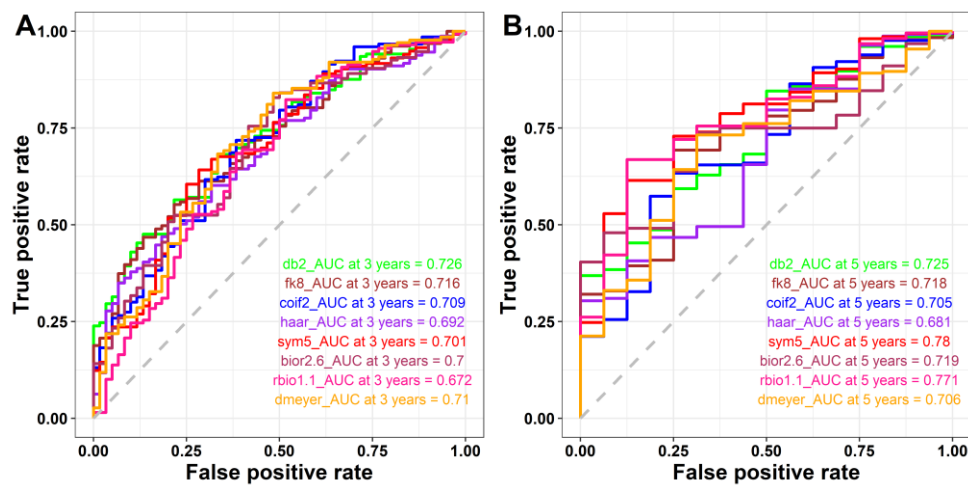 A
True positive rate
1.00
0.75
0.50
0.25
0.00
db2_AUC at 3 years = 0.726
fk8_AUC at 3 years = 0.716
coif2_AUC at 3 years = 0.709
haar_AUC at 3 years = 0.692
sym5_AUC at 3 years = 0.701
bior2.6_AUC at 3 years = 0.7
rbio1.1_AUC at 3 years = 0.672
dmeyer_AUC at 3 years = 0.71
0.00 0.25 0.50 0.75 1.00
False positive rate
B
True positive rate
1.00
0.75
0.50
0.25
0.00
db2_AUC at 5 years = 0.725
fk8_AUC at 5 years = 0.718
coif2_AUC at 5 years = 0.705
haar_AUC at 5 years = 0.681
sym5_AUC at 5 years = 0.78
bior2.6_AUC at 5 years = 0.719
rbio1.1_AUC at 5 years = 0.771
dmeyer_AUC at 5 years = 0.706
0.00 0.25 0.50 0.75 1.00
False positive rate